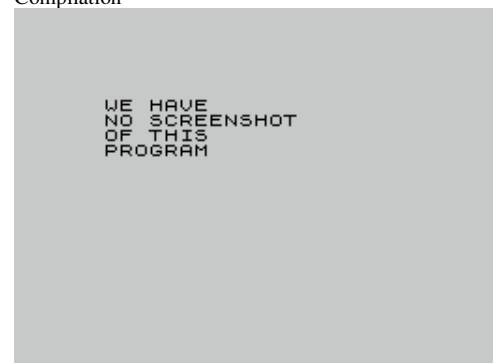 Compilation
WE HAVE
NO SCREENSHOT
OF THIS
PROGRAM